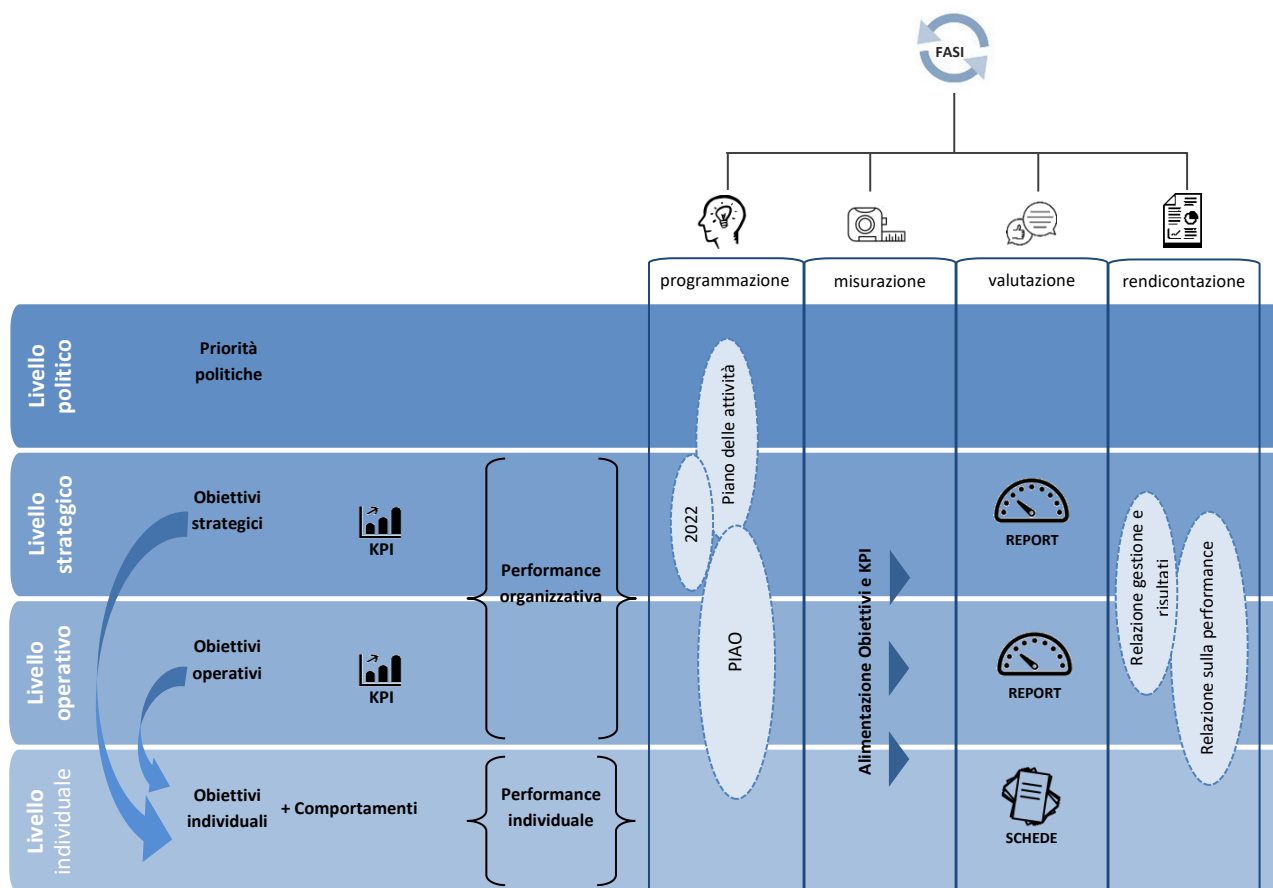 FASI
programmazione
misurazione
valutazione
rendicontazione
Livello
politico
Priorità
politiche
Piano delle attività
Livello
strategico
Obiettivi
strategici
KPI
2022
REPORT
Performance
organizzativa
Alimentazione Obiettivi e KPI
Relazione gestione e
risultati
Relazione sulla performance
Livello
operativo
Obiettivi
operativi
KPI
PIAO
REPORT
Livello
individuale
Obiettivi
individuali
+ Comportamenti
Performance
individuale
SCHEDE